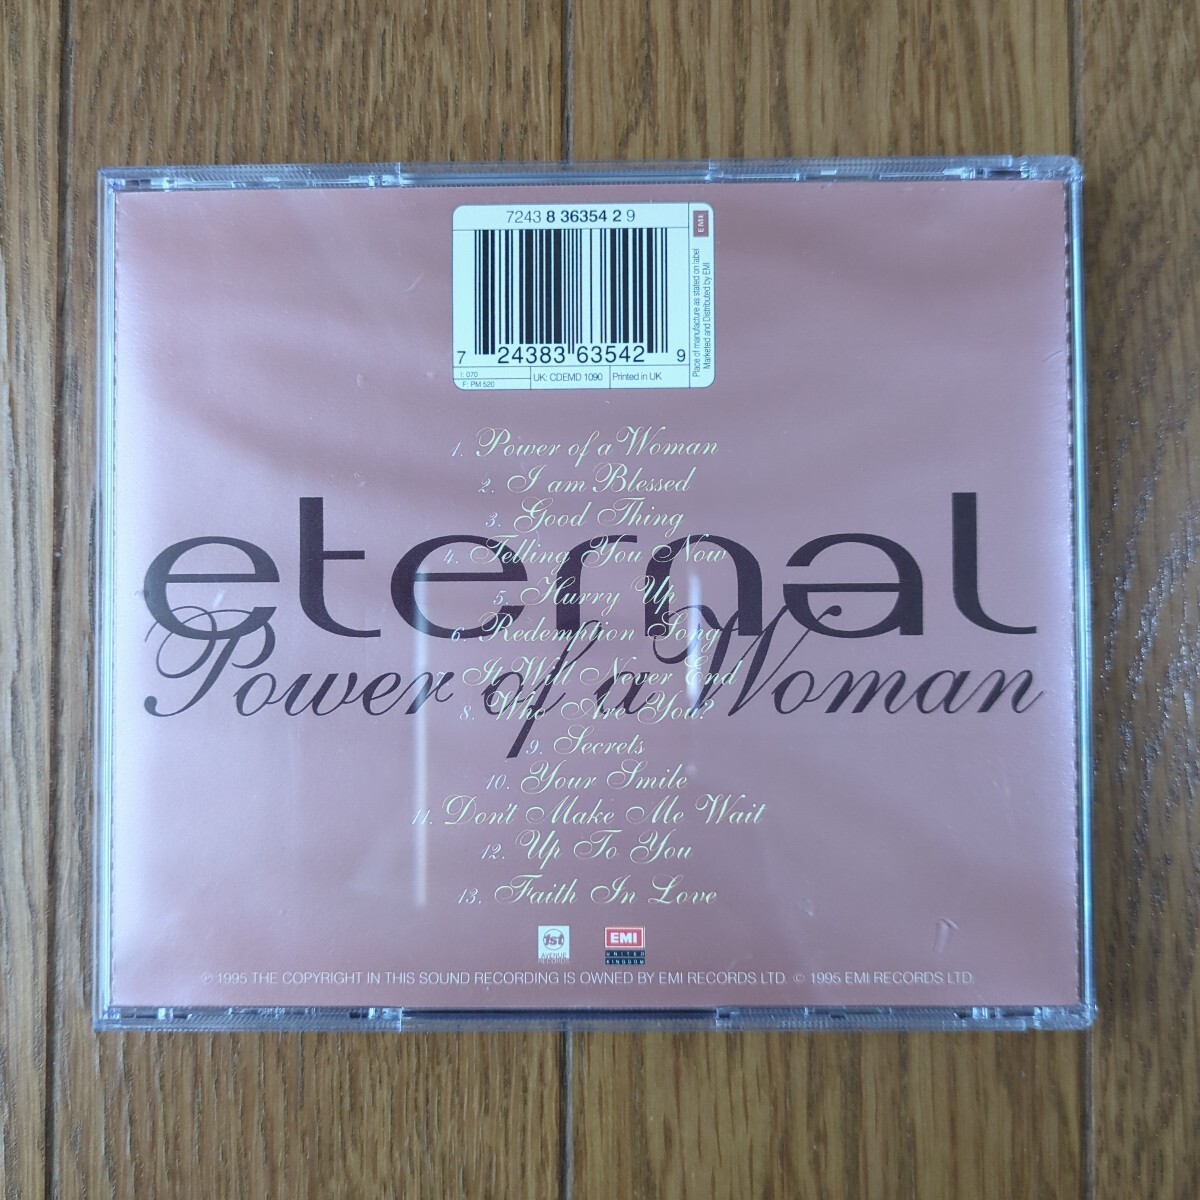 7243 8 36354 2 9
EMI
Place of manufacture as stated on label
Marketed and Distributed by EMI
7 24383 63542 9
I: 070
F: PM 520
UK: CDEMD 1090
Printed in UK
eternal
Power of a Woman
1. Power of a Woman
2. I am Blessed
3. Good Thing
4. Telling You Now
5. Hurry Up
6. Redemption Song
7. It Will Never End
8. Who Are You?
9. Secrets
10. Your Smile
11. Don't Make Me Wait
12. Up To You
13. Faith In Love
1st
AVENUE
RECORDS
EMI
UNITED
KINGDOM
℗ 1995 THE COPYRIGHT IN THIS SOUND RECORDING IS OWNED BY EMI RECORDS LTD. © 1995 EMI RECORDS LTD.